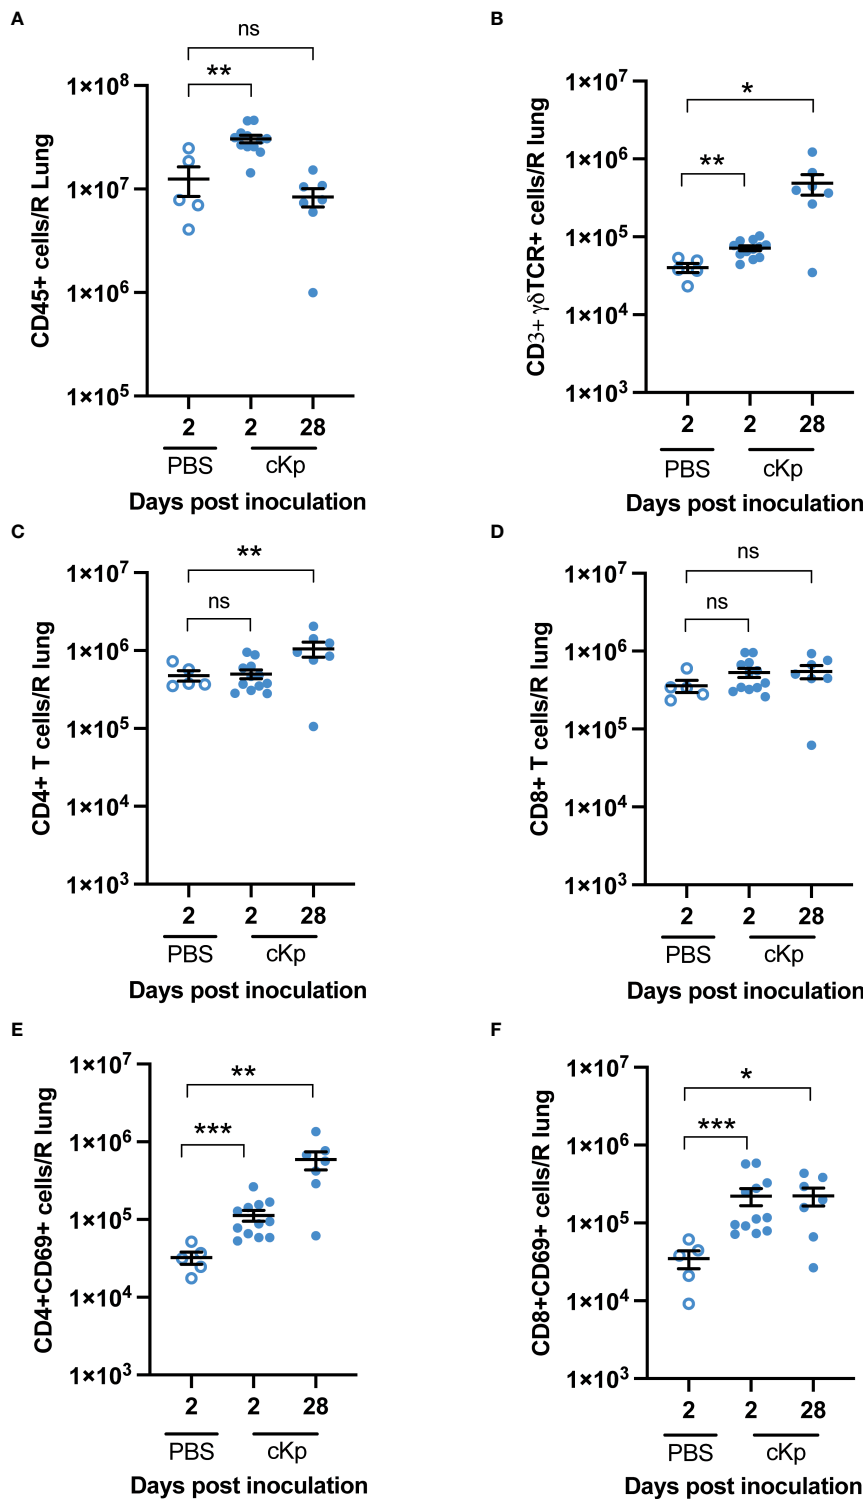 A
ns
**
1×10⁸
1×10⁷
1×10⁶
1×10⁵
CD45+ cells/R Lung
2 2 28
PBS cKp
Days post inoculation
B
*
**
1×10⁷
1×10⁶
1×10⁵
1×10⁴
1×10³
CD3+ γδTCR+ cells/R lung
2 2 28
PBS cKp
Days post inoculation
C
**
ns
1×10⁷
1×10⁶
1×10⁵
1×10⁴
1×10³
CD4+ T cells/R lung
2 2 28
PBS cKp
Days post inoculation
D
ns
ns
1×10⁷
1×10⁶
1×10⁵
1×10⁴
1×10³
CD8+ T cells/R lung
2 2 28
PBS cKp
Days post inoculation
E
**
***
1×10⁷
1×10⁶
1×10⁵
1×10⁴
1×10³
CD4+CD69+ cells/R lung
2 2 28
PBS cKp
Days post inoculation
F
*
***
1×10⁷
1×10⁶
1×10⁵
1×10⁴
1×10³
CD8+CD69+ cells/R lung
2 2 28
PBS cKp
Days post inoculation